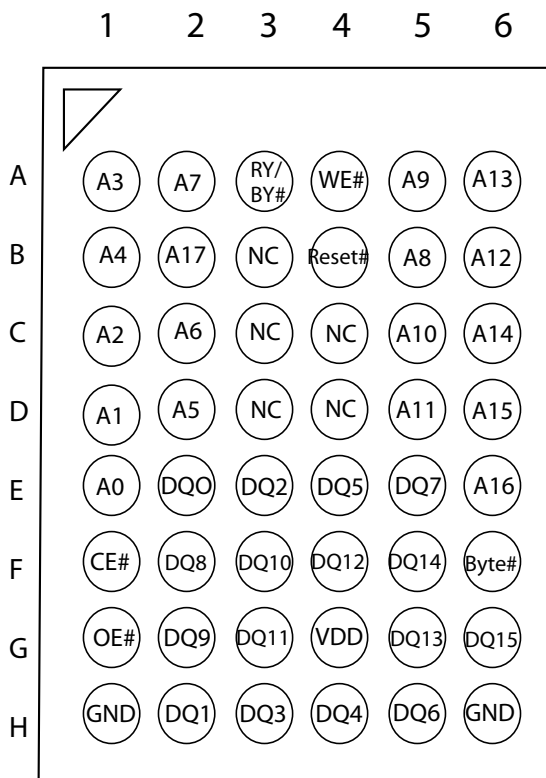 1 2 3 4 5 6
A A3 A7 RY/BY# WE# A9 A13
B A4 A17 NC Reset# A8 A12
C A2 A6 NC NC A10 A14
D A1 A5 NC NC A11 A15
E A0 DQO DQ2 DQ5 DQ7 A16
F CE# DQ8 DQ10 DQ12 DQ14 Byte#
G OE# DQ9 DQ11 VDD DQ13 DQ15
H GND DQ1 DQ3 DQ4 DQ6 GND